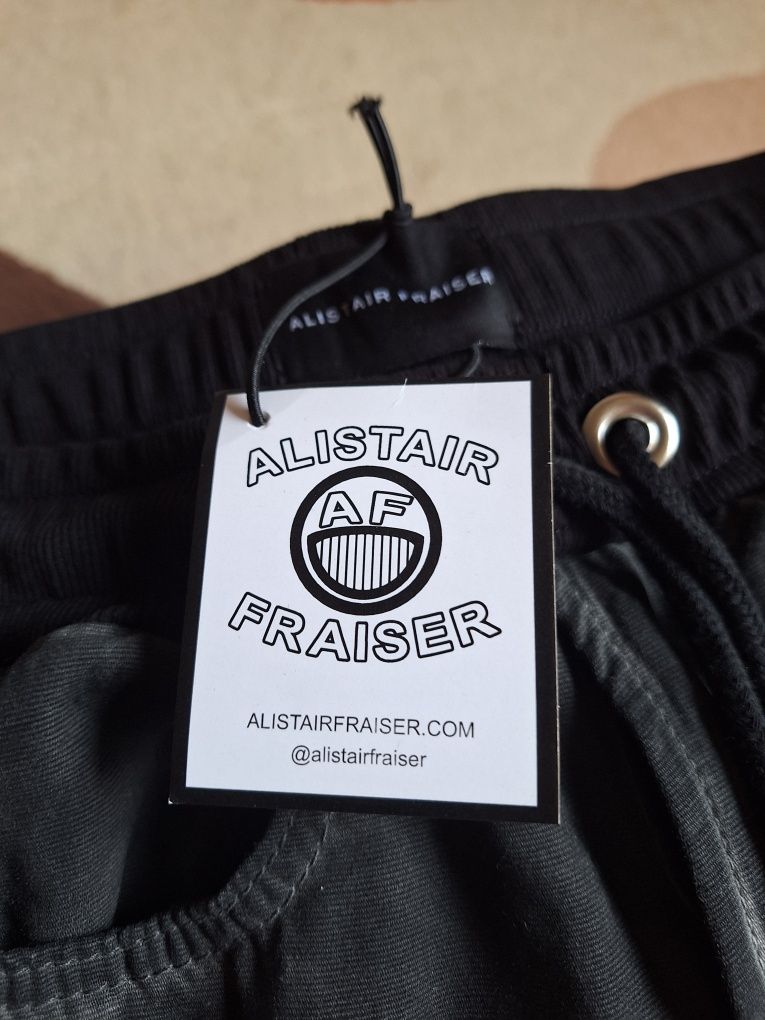 ALISTAIR FRAISER
ALISTAIR
AF
FRAISER
ALISTAIRFRAISER.COM
@alistairfraiser